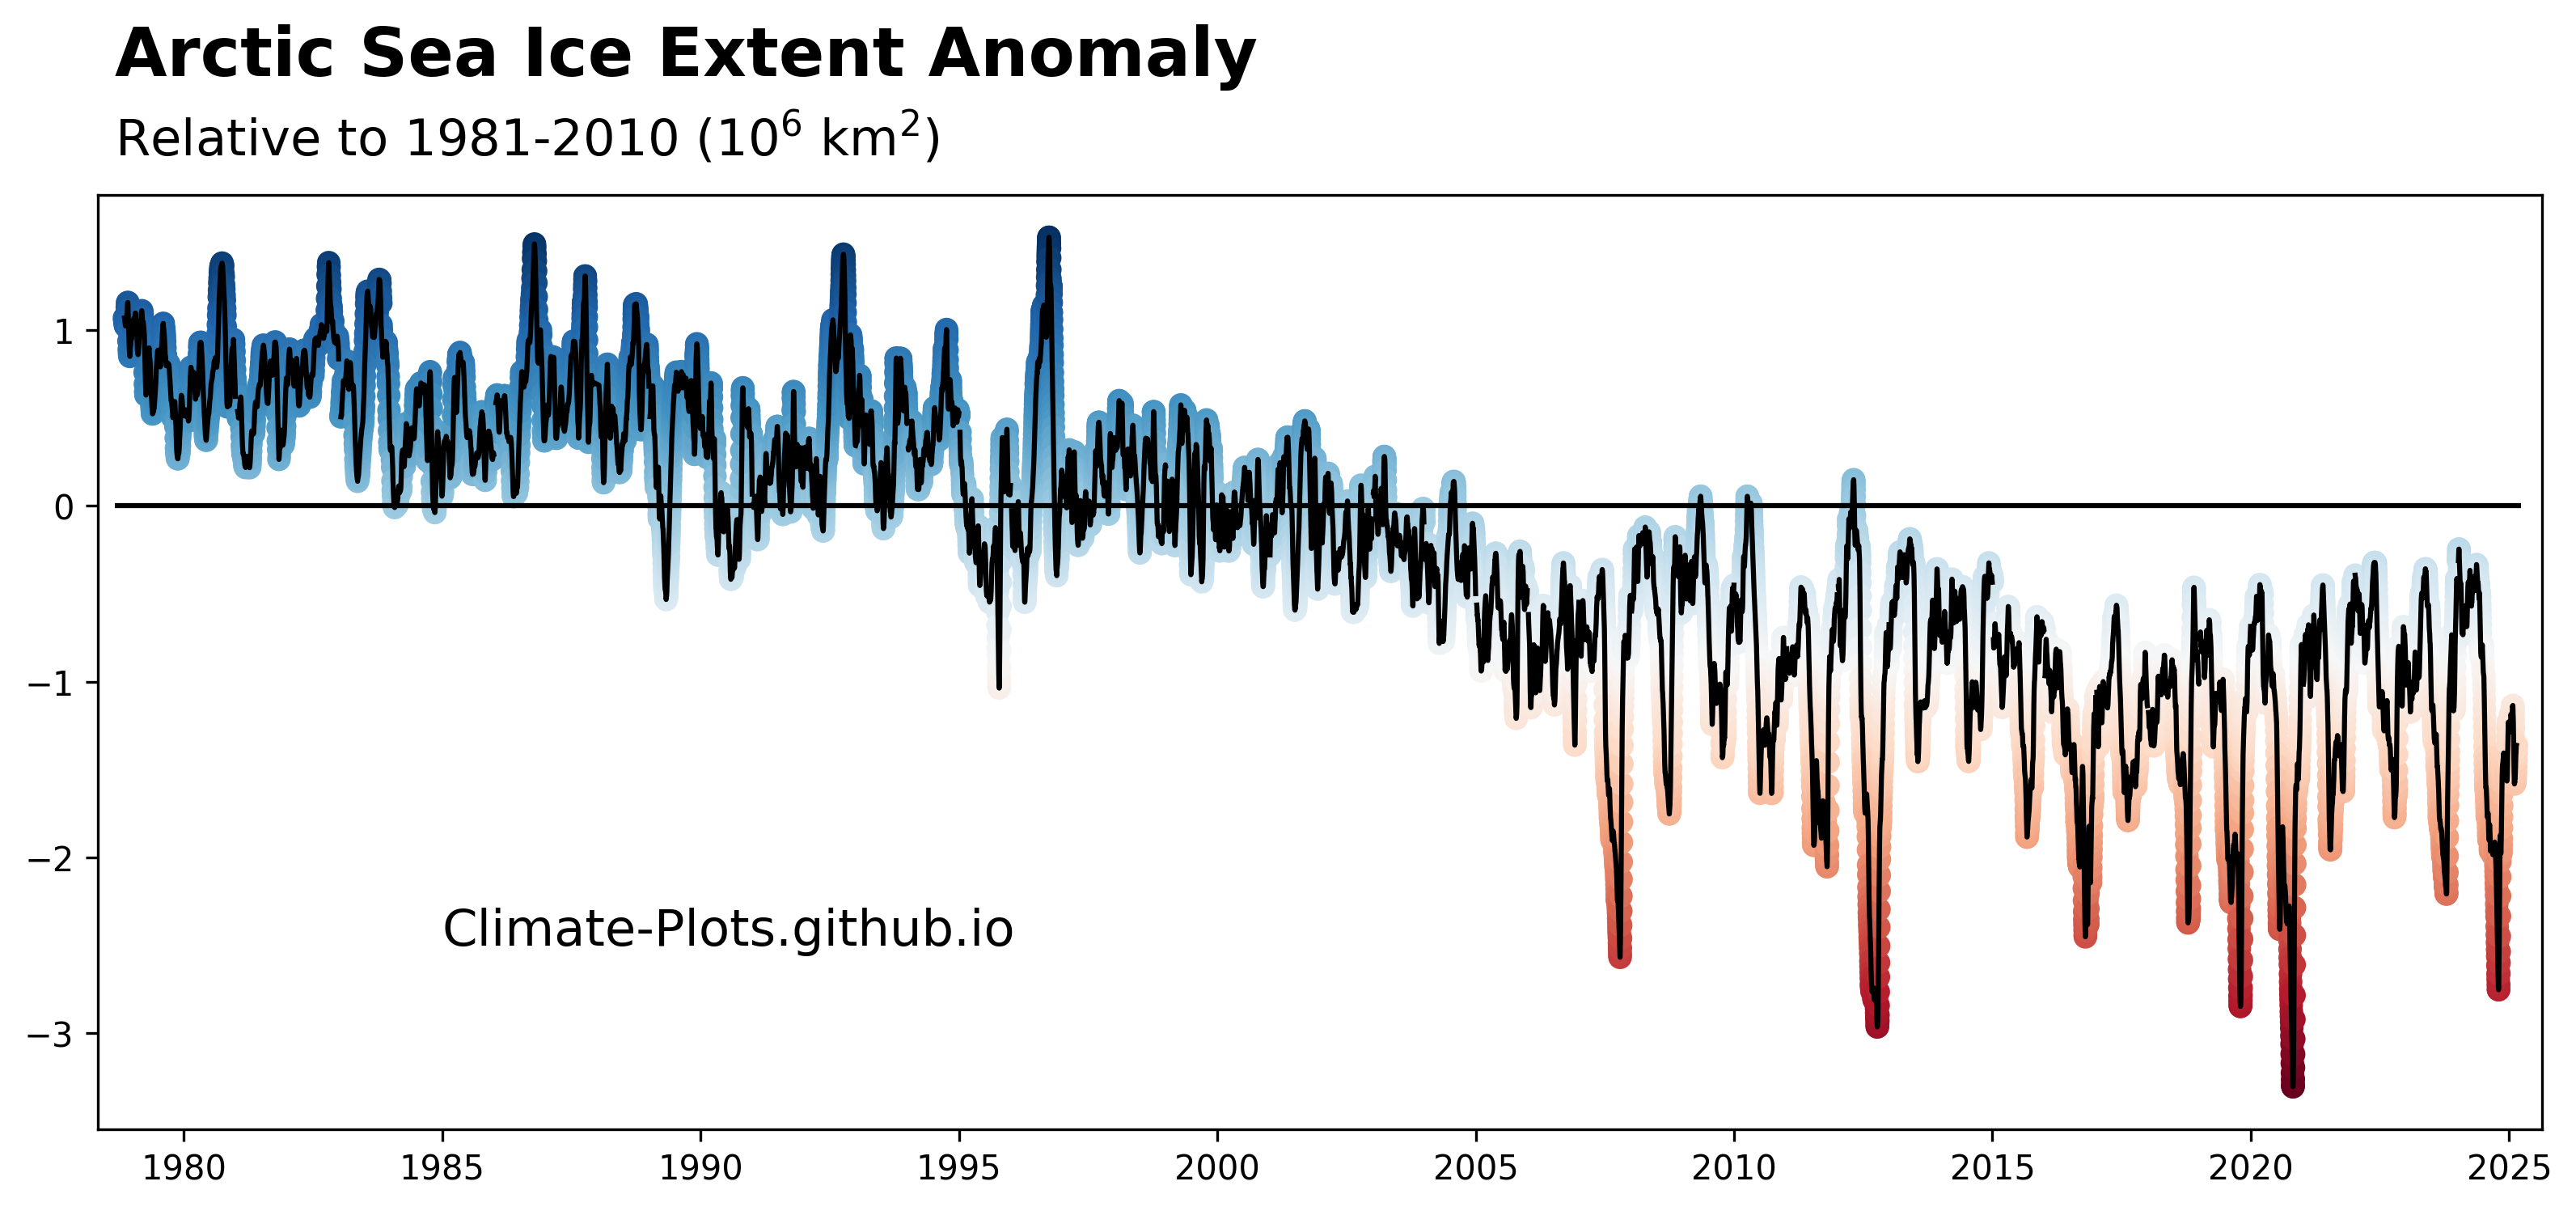 Arctic Sea Ice Extent Anomaly
Relative to 1981-2010 (10⁶ km²)
1
0
−1
−2
−3
Climate-Plots.github.io
1980 1985 1990 1995 2000 2005 2010 2015 2020 2025